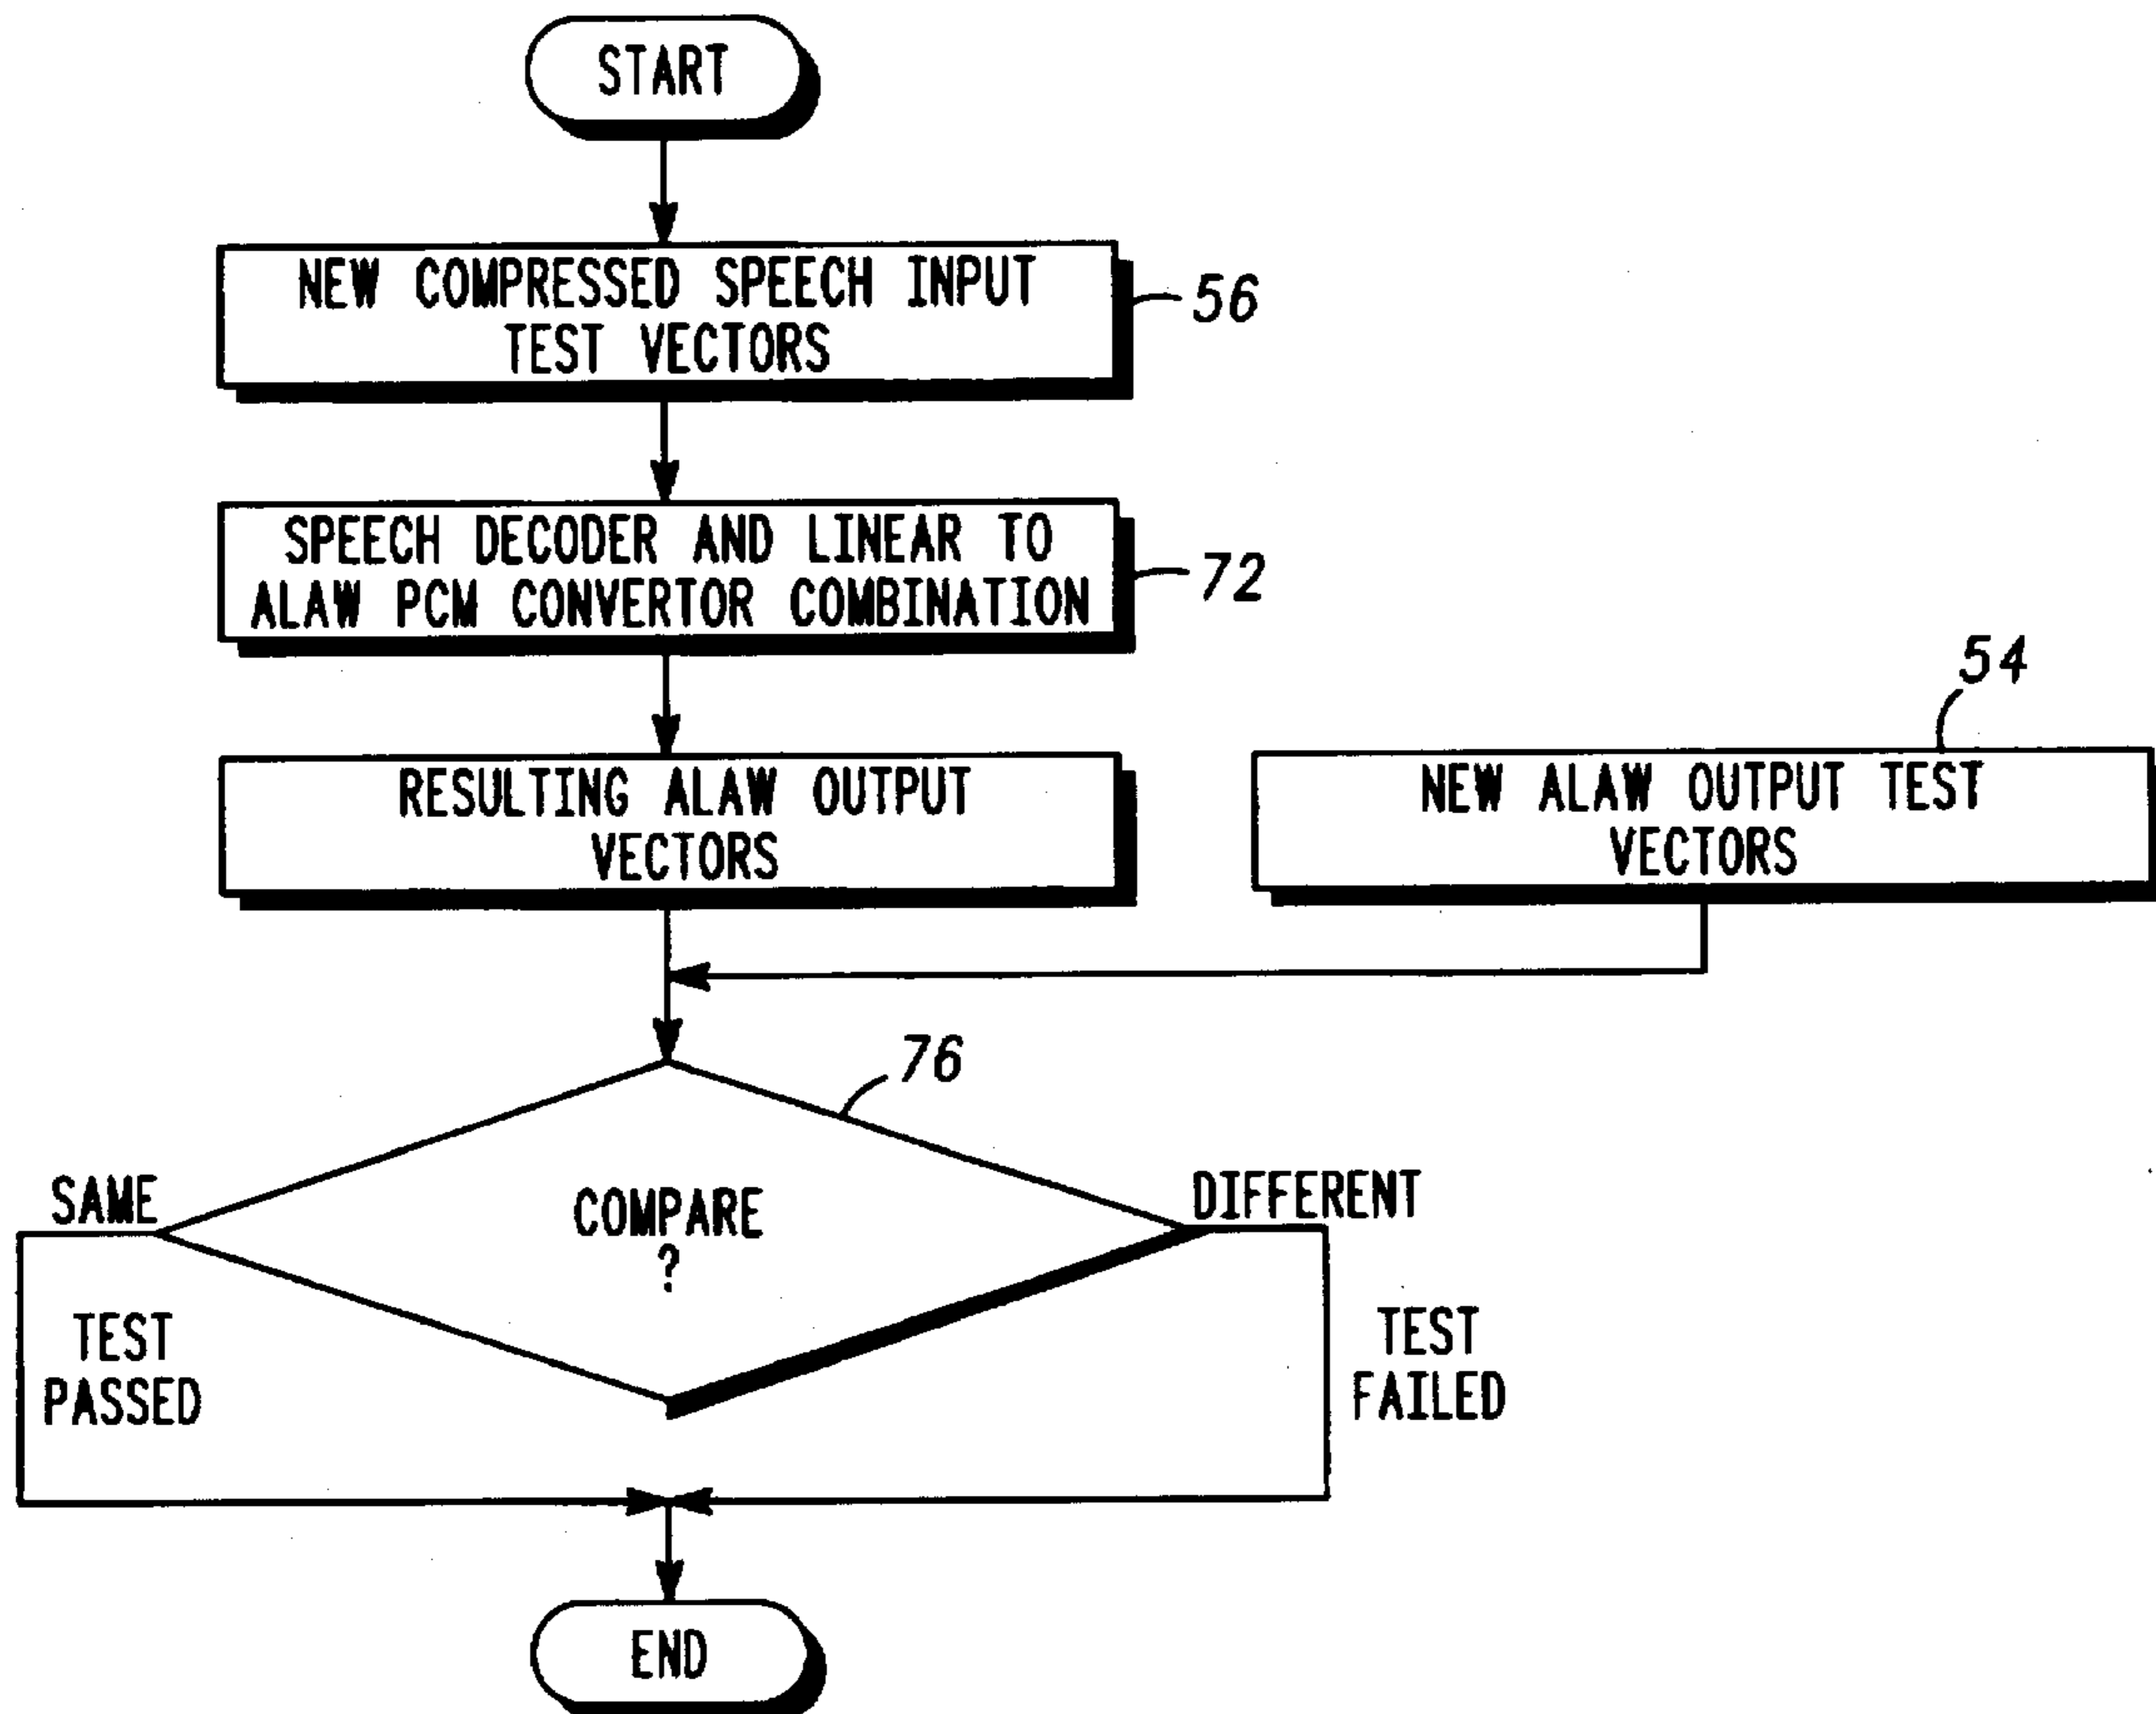 START
NEW COMPRESSED SPEECH INPUT
TEST VECTORS
56
SPEECH DECODER AND LINEAR TO
ALAW PCM CONVERTOR COMBINATION
72
54
RESULTING ALAW OUTPUT
VECTORS
NEW ALAW OUTPUT TEST
VECTORS
76
SAME
COMPARE
?
DIFFERENT
TEST
PASSED
TEST
FAILED
END